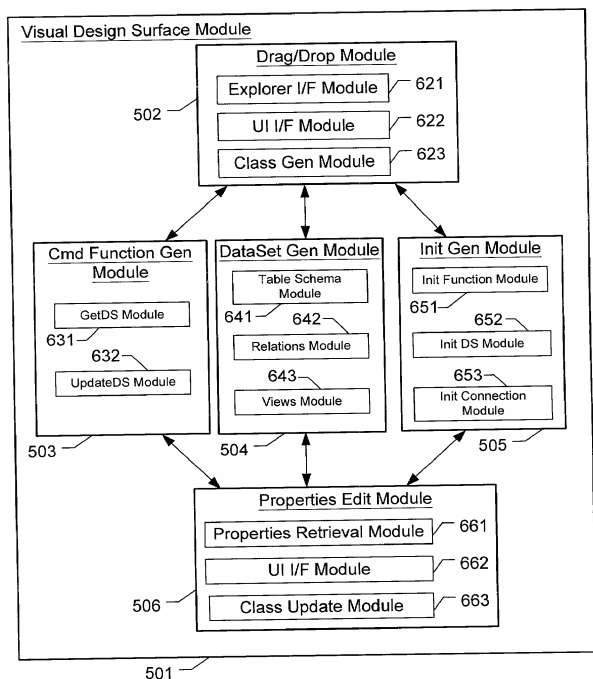 Visual Design Surface Module
Drag/Drop Module
Explorer I/F Module
621
502
UI I/F Module
622
Class Gen Module
623
Cmd Function Gen
Module
GetDS Module
631
632
UpdateDS Module
503
DataSet Gen Module
Table Schema
Module
641
642
Relations Module
643
Views Module
504
Init Gen Module
Init Function Module
651
652
Init DS Module
653
Init Connection
Module
505
Properties Edit Module
Properties Retrieval Module
661
UI I/F Module
662
506
Class Update Module
663
501